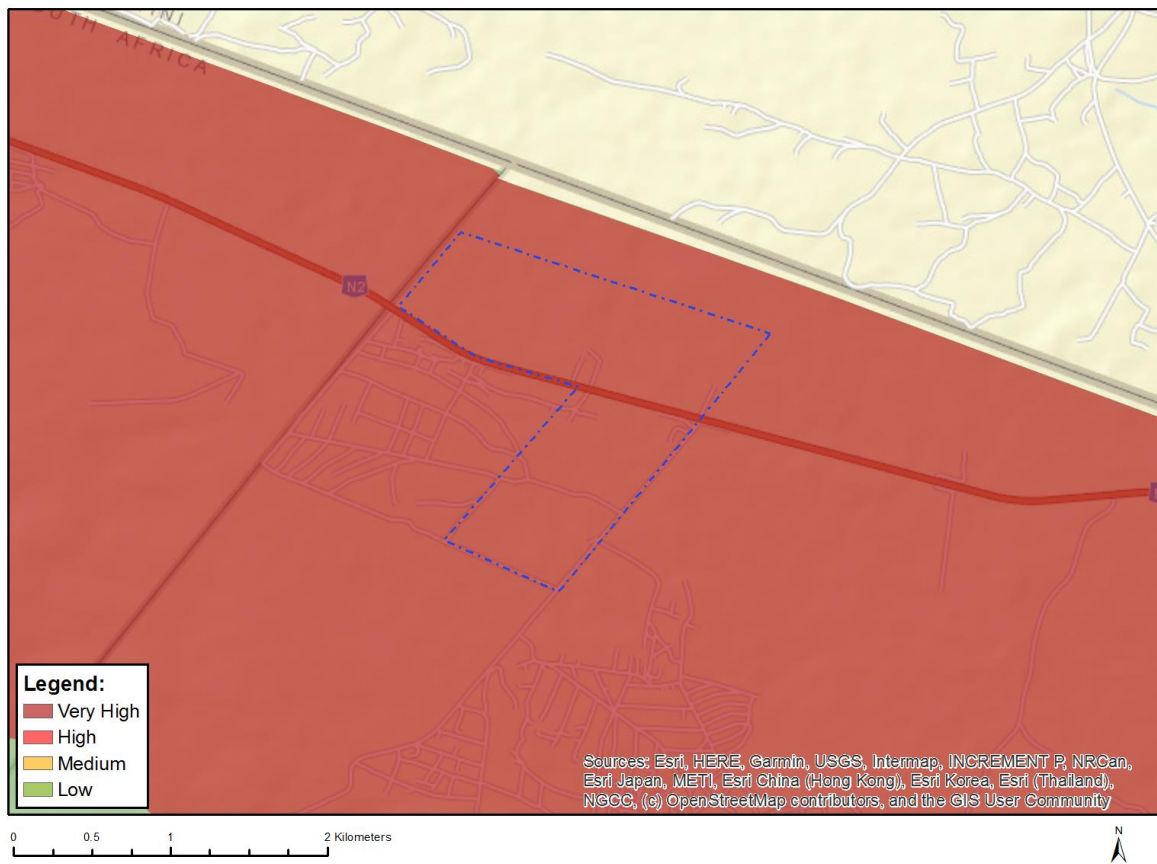 SOUTH AFRICA
N2
Legend:
Very High
High
Medium
Low
Sources: Esri, HERE, Garmin, USGS, Intermap, INCREMENT P, NRCan,
Esri Japan, METI, Esri China (Hong Kong), Esri Korea, Esri (Thailand),
NGCC, (c) OpenStreetMap contributors, and the GIS User Community
0 0.5 1 2 Kilometers
N